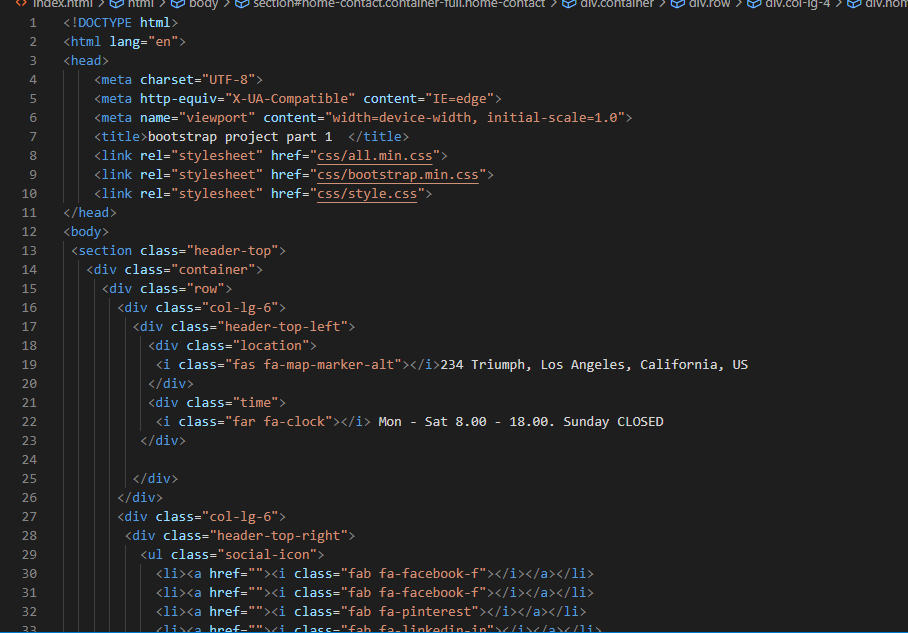 index.html > html > body > section#home-contact.container-full.home-contact > div.container > div.row > div.col-lg-4 > div.hom
1 <!DOCTYPE html>
2 <html lang="en">
3 <head>
4 <meta charset="UTF-8">
5 <meta http-equiv="X-UA-Compatible" content="IE=edge">
6 <meta name="viewport" content="width=device-width, initial-scale=1.0">
7 <title>bootstrap project part 1  </title>
8 <link rel="stylesheet" href="css/all.min.css">
9 <link rel="stylesheet" href="css/bootstrap.min.css">
10 <link rel="stylesheet" href="css/style.css">
11 </head>
12 <body>
13 <section class="header-top">
14 <div class="container">
15 <div class="row">
16 <div class="col-lg-6">
17 <div class="header-top-left">
18 <div class="location">
19 <i class="fas fa-map-marker-alt"></i>234 Triumph, Los Angeles, California, US
20 </div>
21 <div class="time">
22 <i class="far fa-clock"></i> Mon - Sat 8.00 - 18.00. Sunday CLOSED
23 </div>
24
25 </div>
26 </div>
27 <div class="col-lg-6">
28 <div class="header-top-right">
29 <ul class="social-icon">
30 <li><a href=""><i class="fab fa-facebook-f"></i></a></li>
31 <li><a href=""><i class="fab fa-facebook-f"></i></a></li>
32 <li><a href=""><i class="fab fa-pinterest"></i></a></li>
33 <li><a href=""><i class="fab fa-linkedin-in"></i></a></li>